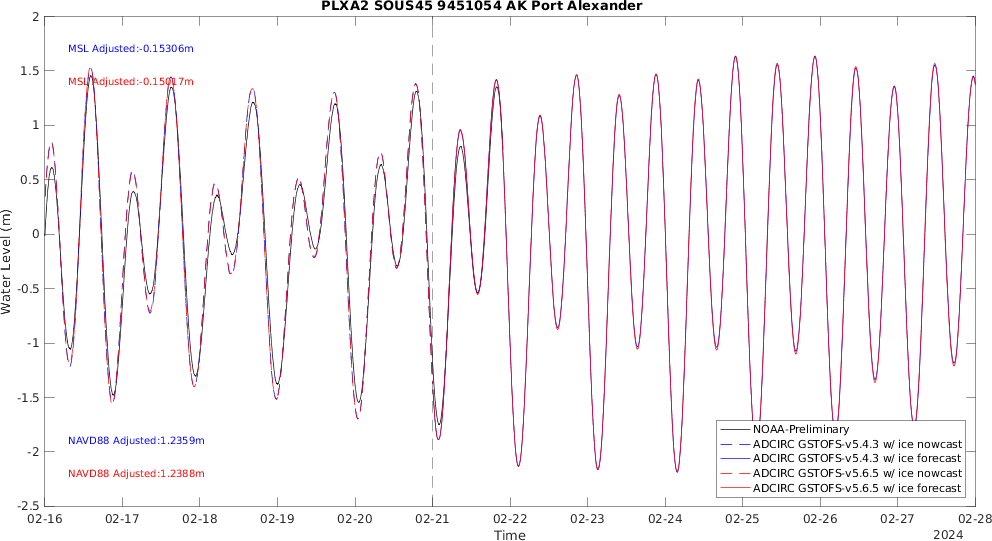 PLXA2 SOUS45 9451054 AK Port Alexander
MSL Adjusted:-0.15306m
MSL Adjusted:-0.15017m
NAVD88 Adjusted:1.2359m
NAVD88 Adjusted:1.2388m
Water Level (m)
2
1.5
1
0.5
0
-0.5
-1
-1.5
-2
-2.5
NOAA-Preliminary
ADCIRC GSTOFS-v5.4.3 w/ ice nowcast
ADCIRC GSTOFS-v5.4.3 w/ ice forecast
ADCIRC GSTOFS-v5.6.5 w/ ice nowcast
ADCIRC GSTOFS-v5.6.5 w/ ice forecast
02-16 02-17 02-18 02-19 02-20 02-21 02-22 02-23 02-24 02-25 02-26 02-27 02-28
Time
2024